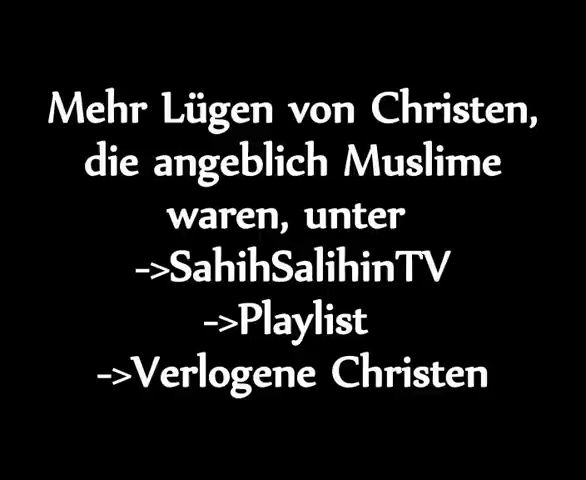 Mehr Lügen von Christen,
die angeblich Muslime
waren, unter
->SahihSalihinTV
->Playlist
->Verlogene Christen